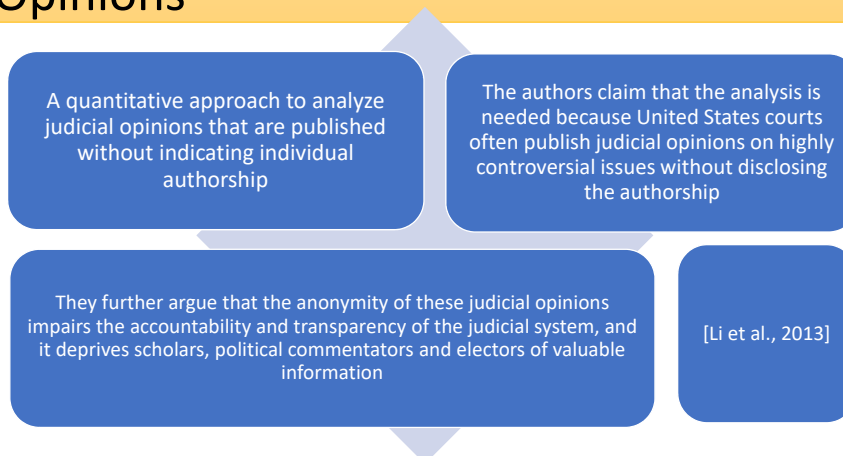 Opinions
A quantitative approach to analyze
judicial opinions that are published
without indicating individual
authorship
The authors claim that the analysis is
needed because United States courts
often publish judicial opinions on highly
controversial issues without disclosing
the authorship
They further argue that the anonymity of these judicial opinions
impairs the accountability and transparency of the judicial system, and
it deprives scholars, political commentators and electors of valuable
information
[Li et al., 2013]